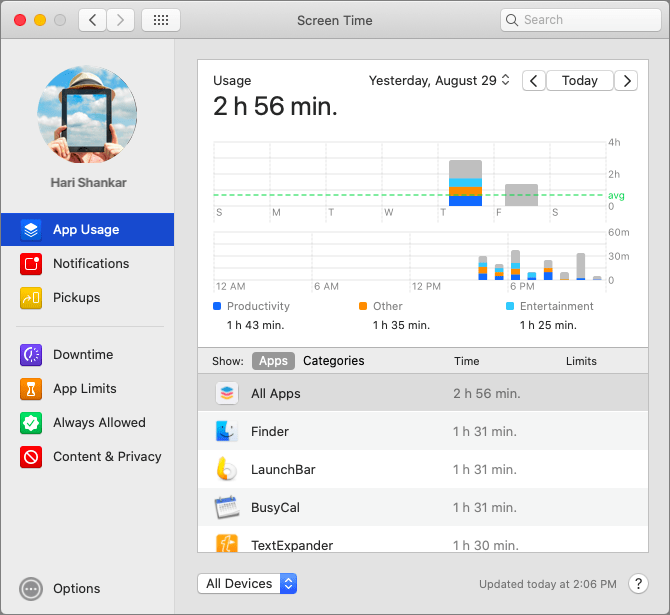 Screen Time
Search
Hari Shankar
App Usage
Notifications
Pickups
Downtime
App Limits
Always Allowed
Content & Privacy
Options
Usage
Yesterday, August 29
Today
2 h 56 min.
4h
2h
avg
0
S M T W T F S
60m
30m
0
12 AM 6 AM 12 PM 6 PM
Productivity Other Entertainment
1 h 43 min. 1 h 35 min. 1 h 25 min.
Show: Apps Categories Time Limits
All Apps 2 h 56 min.
Finder 1 h 31 min.
LaunchBar 1 h 31 min.
BusyCal 1 h 31 min.
TextExpander 1 h 30 min.
All Devices
Updated today at 2:06 PM
?